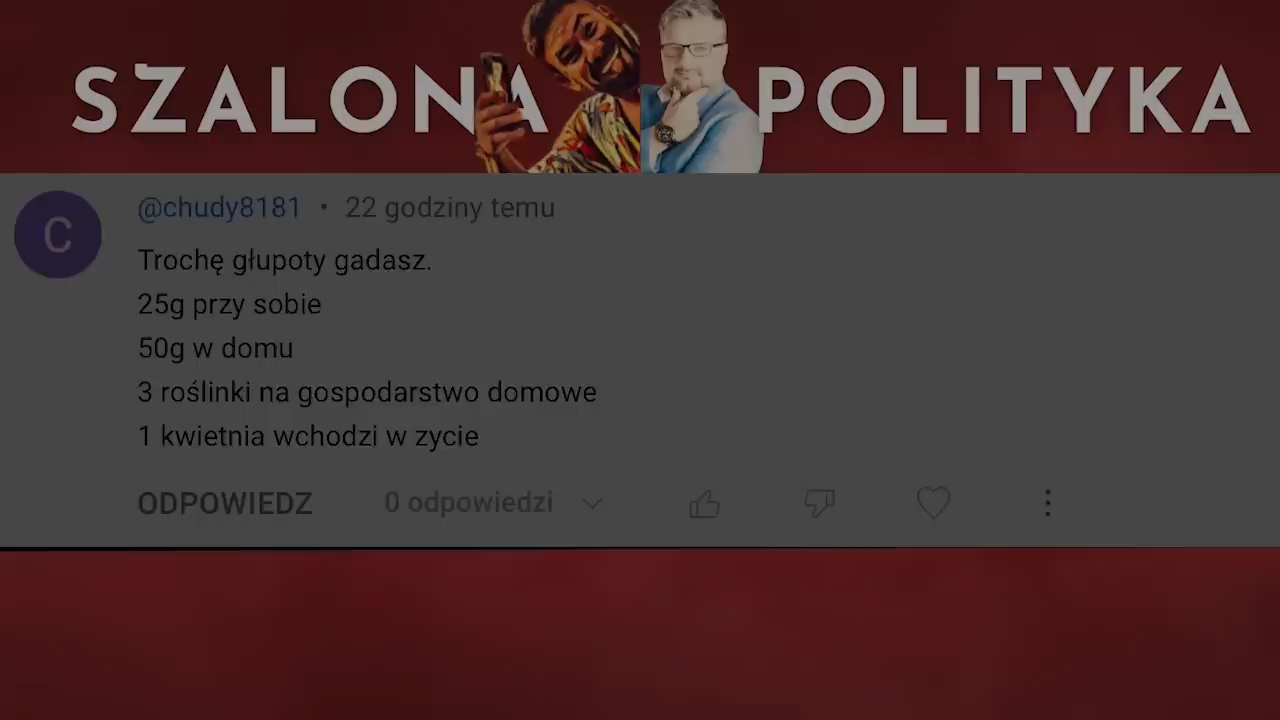 SZALONA POLITYKA
C
@chudy8181 • 22 godziny temu
Trochę głupoty gadasz.
25g przy sobie
50g w domu
3 roślinki na gospodarstwo domowe
1 kwietnia wchodzi w zycie
ODPOWIEDZ 0 odpowiedzi